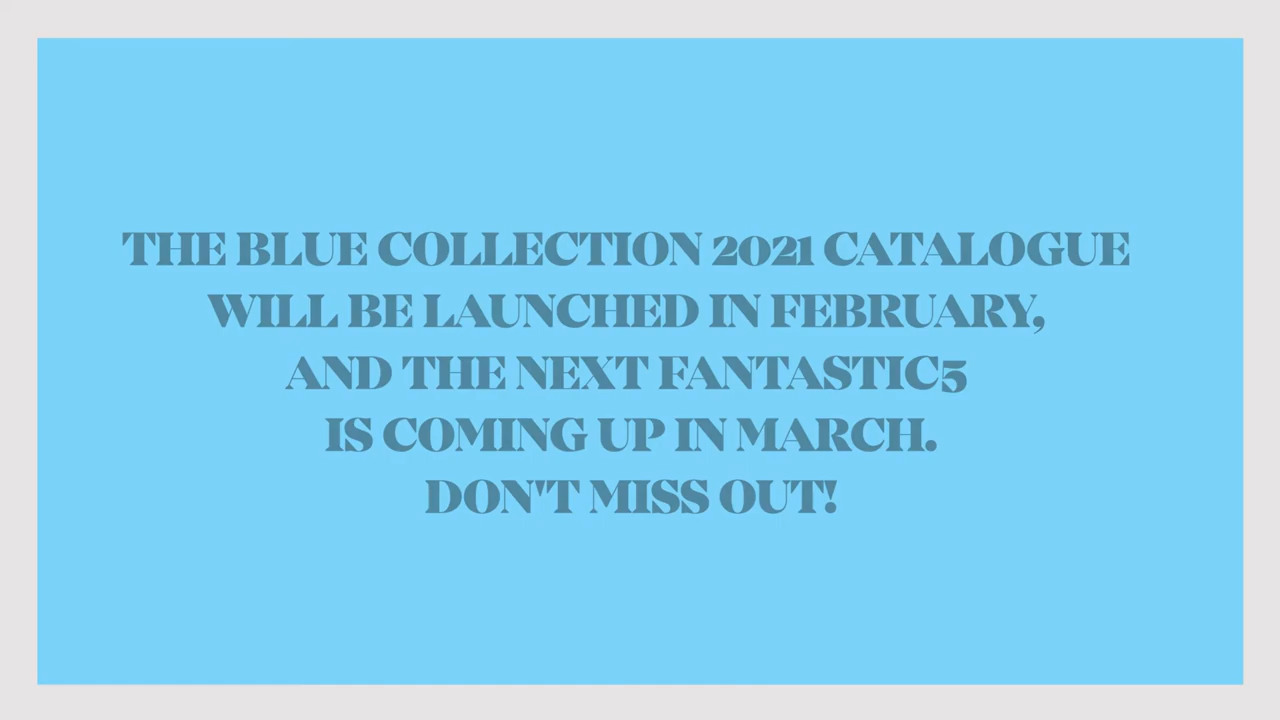 THE BLUE COLLECTION 2021 CATALOGUE
WILL BE LAUNCHED IN FEBRUARY,
AND THE NEXT FANTASTIC5
IS COMING UP IN MARCH.
DON'T MISS OUT!